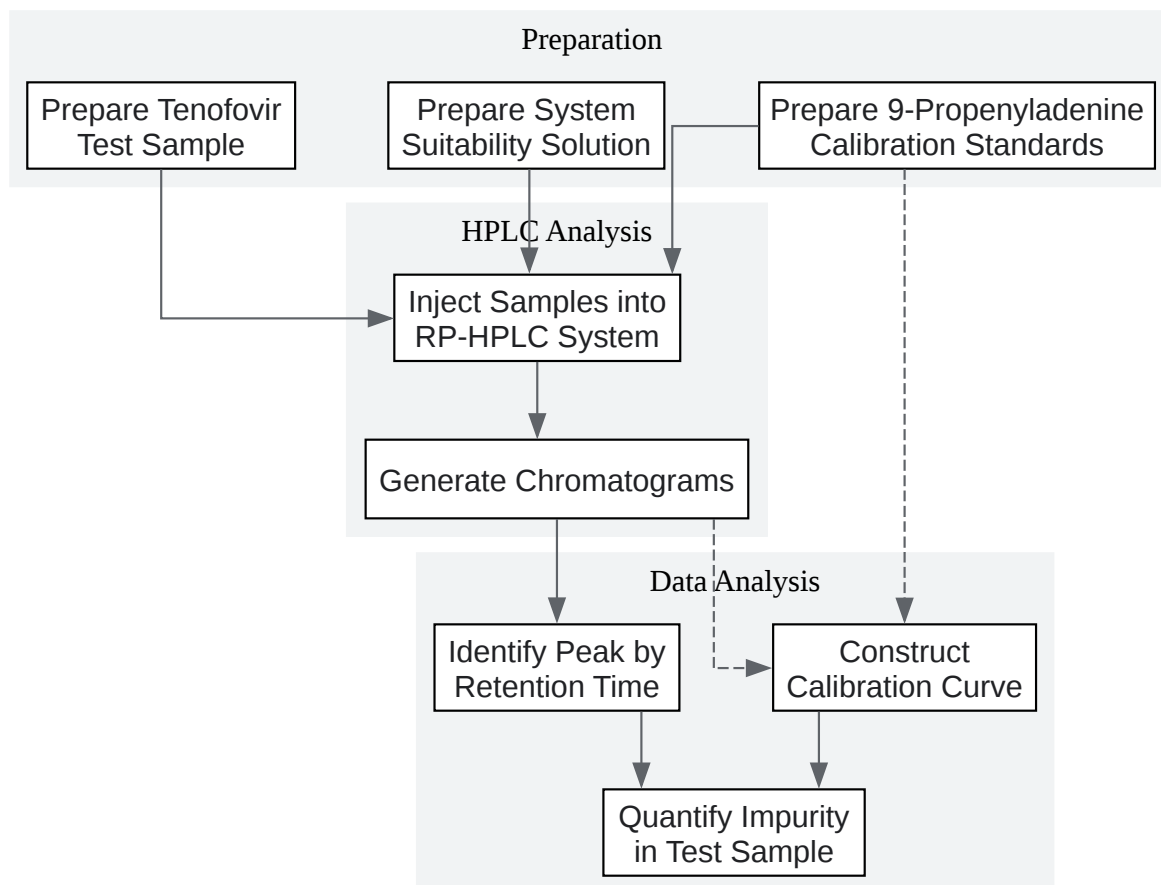 Preparation
Prepare Tenofovir
Test Sample
Prepare System
Suitability Solution
Prepare 9-Propenyladenine
Calibration Standards
HPLC Analysis
Inject Samples into
RP-HPLC System
Generate Chromatograms
Data Analysis
Identify Peak by
Retention Time
Construct
Calibration Curve
Quantify Impurity
in Test Sample